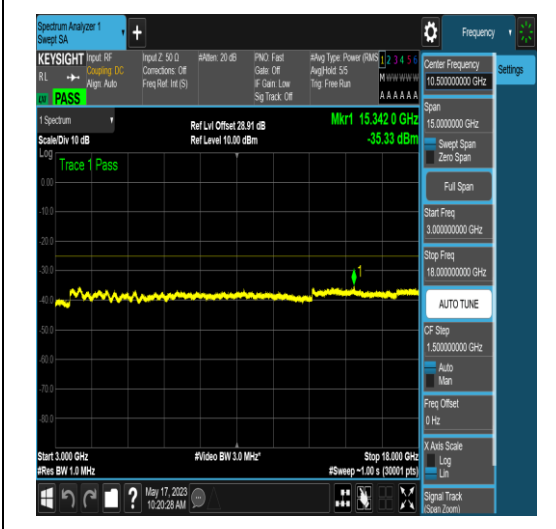 Spectrum Analyzer 1
Swept SA
Frequency
KEYSIGHT
RL
Input: RF
Coupling: DC
Align: Auto
Input Z: 50 Ω
Corrections: Off
Freq Ref: Int (S)
#Atten: 20 dB
PNO: Fast
Gate: Off
IF Gain: Low
Sig Track: Off
#Avg Type: Power (RMS
Avg|Hold: 5/5
Trig: Free Run
1 2 3 4 5 6
M W W W W W
A A A A A A
PASS
1 Spectrum
Scale/Div 10 dB
Ref Lvl Offset 28.91 dB
Ref Level 10.00 dBm
Mkr1 15.342 0 GHz
-35.33 dBm
Log
Trace 1 Pass
0.00
-10.0
-20.0
-30.0
-40.0
-50.0
-60.0
-70.0
-80.0
1
Start 3.000 GHz
#Res BW 1.0 MHz
#Video BW 3.0 MHz*
Stop 18.000 GHz
#Sweep ~1.00 s (30001 pts)
May 17, 2023
10:20:28 AM
?
Center Frequency
10.500000000 GHz
Settings
Span
15.0000000 GHz
Swept Span
Zero Span
Full Span
Start Freq
3.000000000 GHz
Stop Freq
18.000000000 GHz
AUTO TUNE
CF Step
1.500000000 GHz
Auto
Man
Freq Offset
0 Hz
X Axis Scale
Log
Lin
Signal Track
(Span Zoom)